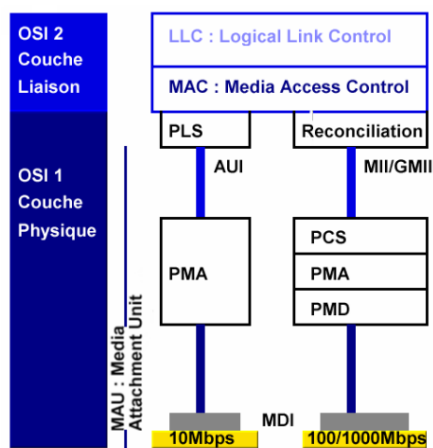 OSI 2
Couche
Liaison
LLC : Logical Link Control
MAC : Media Access Control
PLS
Reconciliation
AUI
MII/GMII
OSI 1
Couche
Physique
PMA
PCS
PMA
PMD
MAU : Media
Attachment Unit
MDI
10Mbps
100/1000Mbps